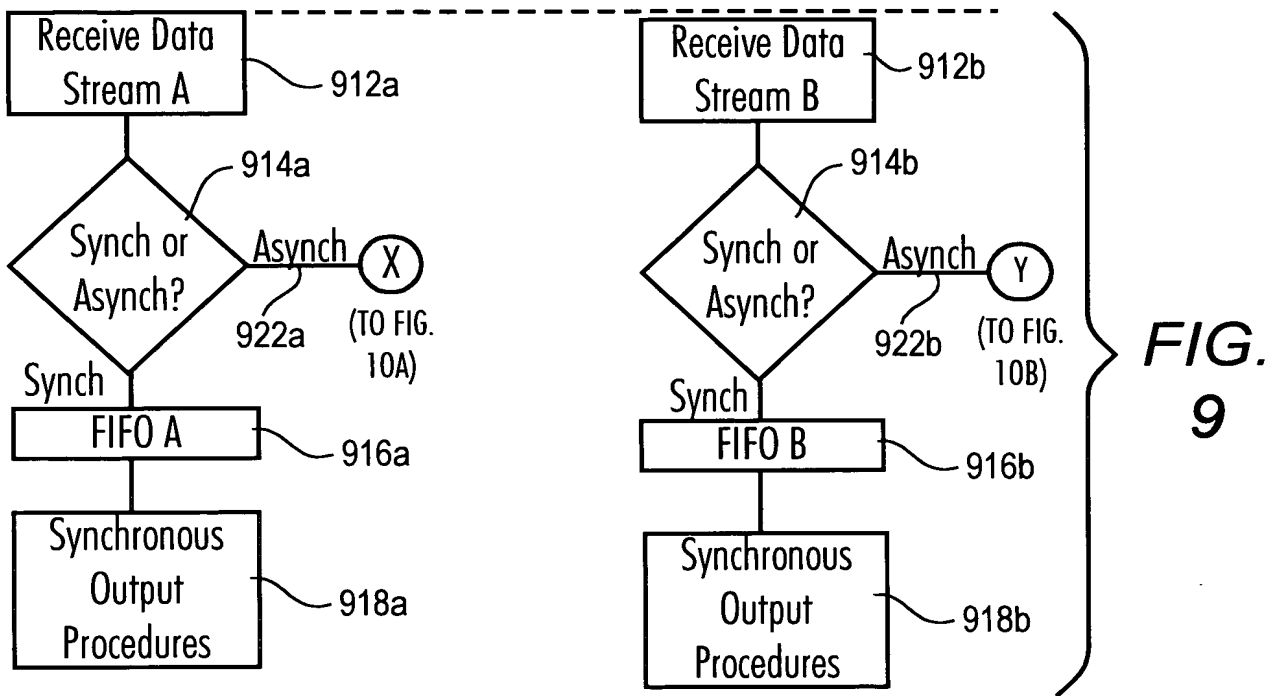 Receive Data
Stream A
912a
914a
Synch or
Asynch?
Asynch
X
922a
(TO FIG.
10A)
Synch
FIFO A
916a
Synchronous
Output
Procedures
918a
Receive Data
Stream B
912b
914b
Synch or
Asynch?
Asynch
Y
922b
(TO FIG.
10B)
Synch
FIFO B
916b
Synchronous
Output
Procedures
918b
FIG.
9